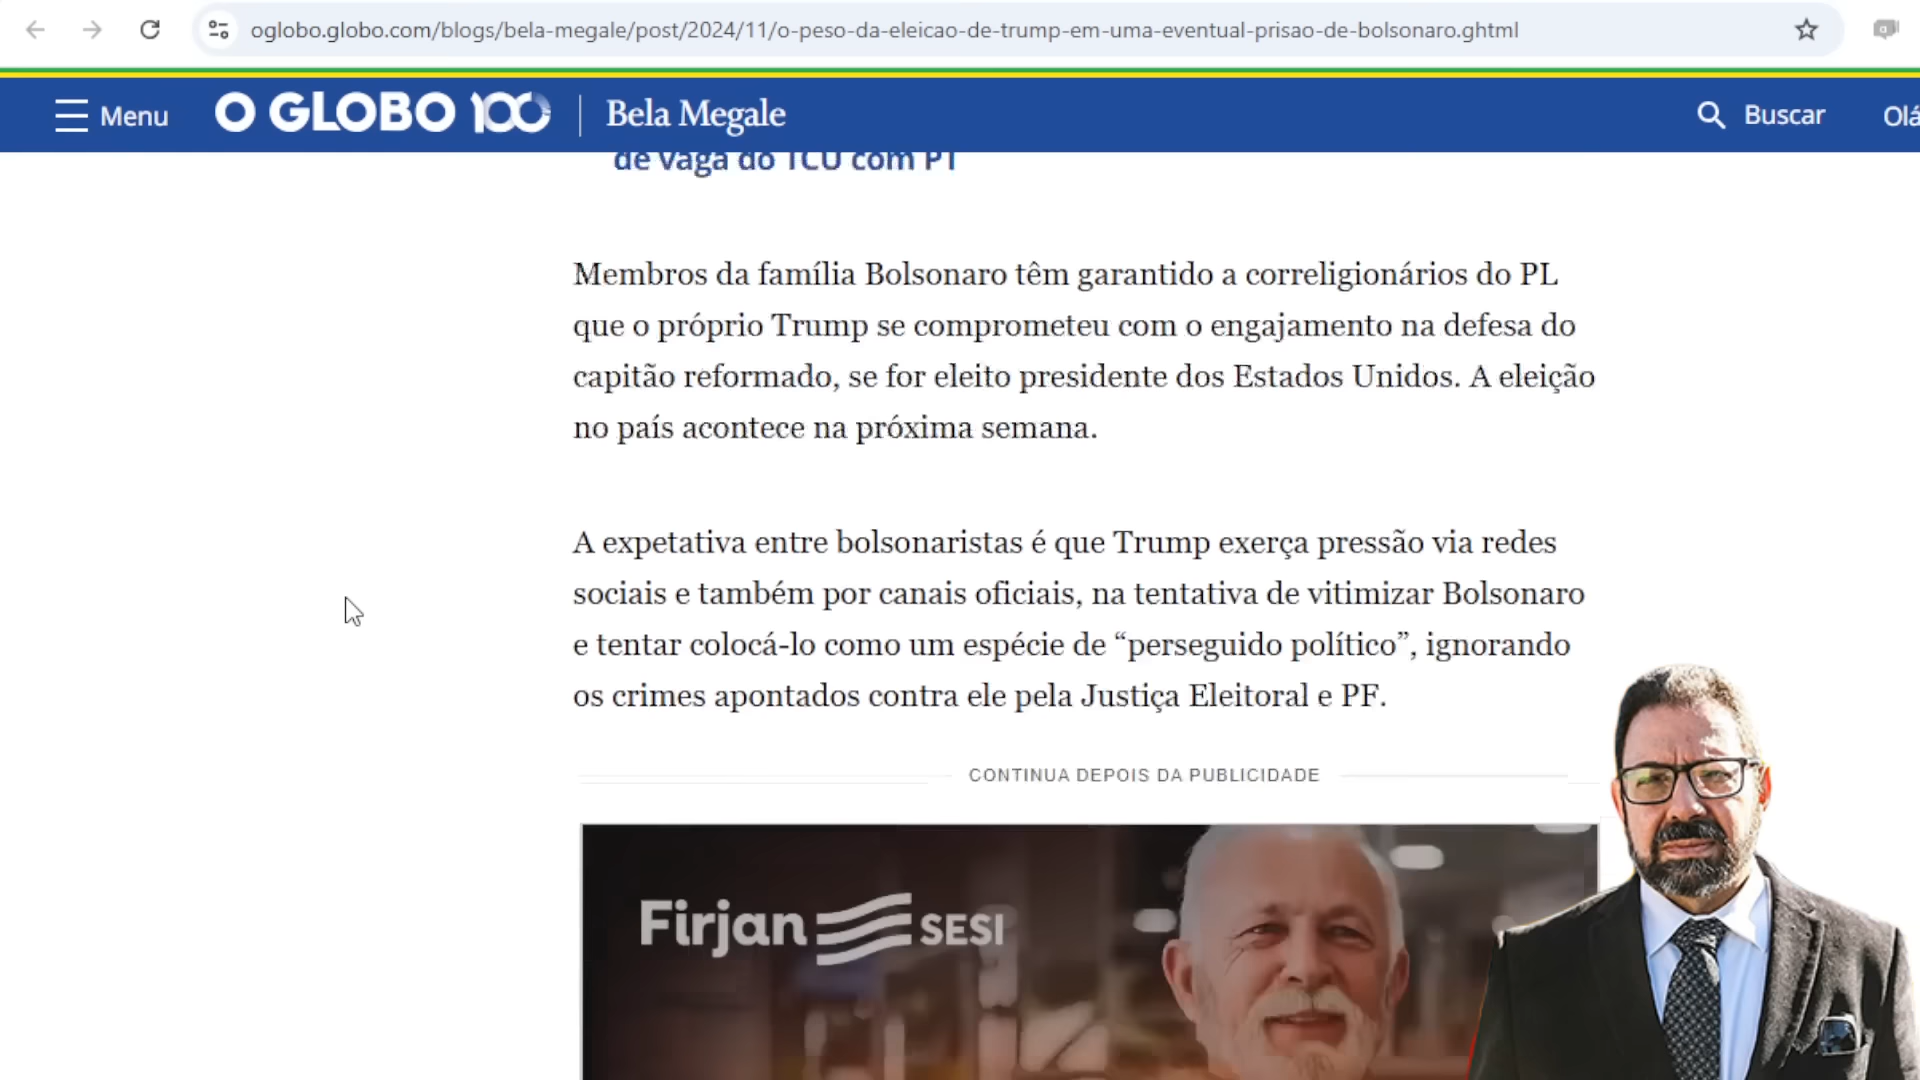 oglobo.globo.com/blogs/bela-megale/post/2024/11/o-peso-da-eleicao-de-trump-em-uma-eventual-prisao-de-bolsonaro.ghtml
Menu O GLOBO 100 Bela Megale Buscar Olá
de vaga do TCU com PT
Membros da família Bolsonaro têm garantido a correligionários do PL
que o próprio Trump se comprometeu com o engajamento na defesa do
capitão reformado, se for eleito presidente dos Estados Unidos. A eleição
no país acontece na próxima semana.
A expetativa entre bolsonaristas é que Trump exerça pressão via redes
sociais e também por canais oficiais, na tentativa de vitimizar Bolsonaro
e tentar colocá-lo como um espécie de “perseguido político”, ignorando
os crimes apontados contra ele pela Justiça Eleitoral e PF.
CONTINUA DEPOIS DA PUBLICIDADE
Firjan SESI